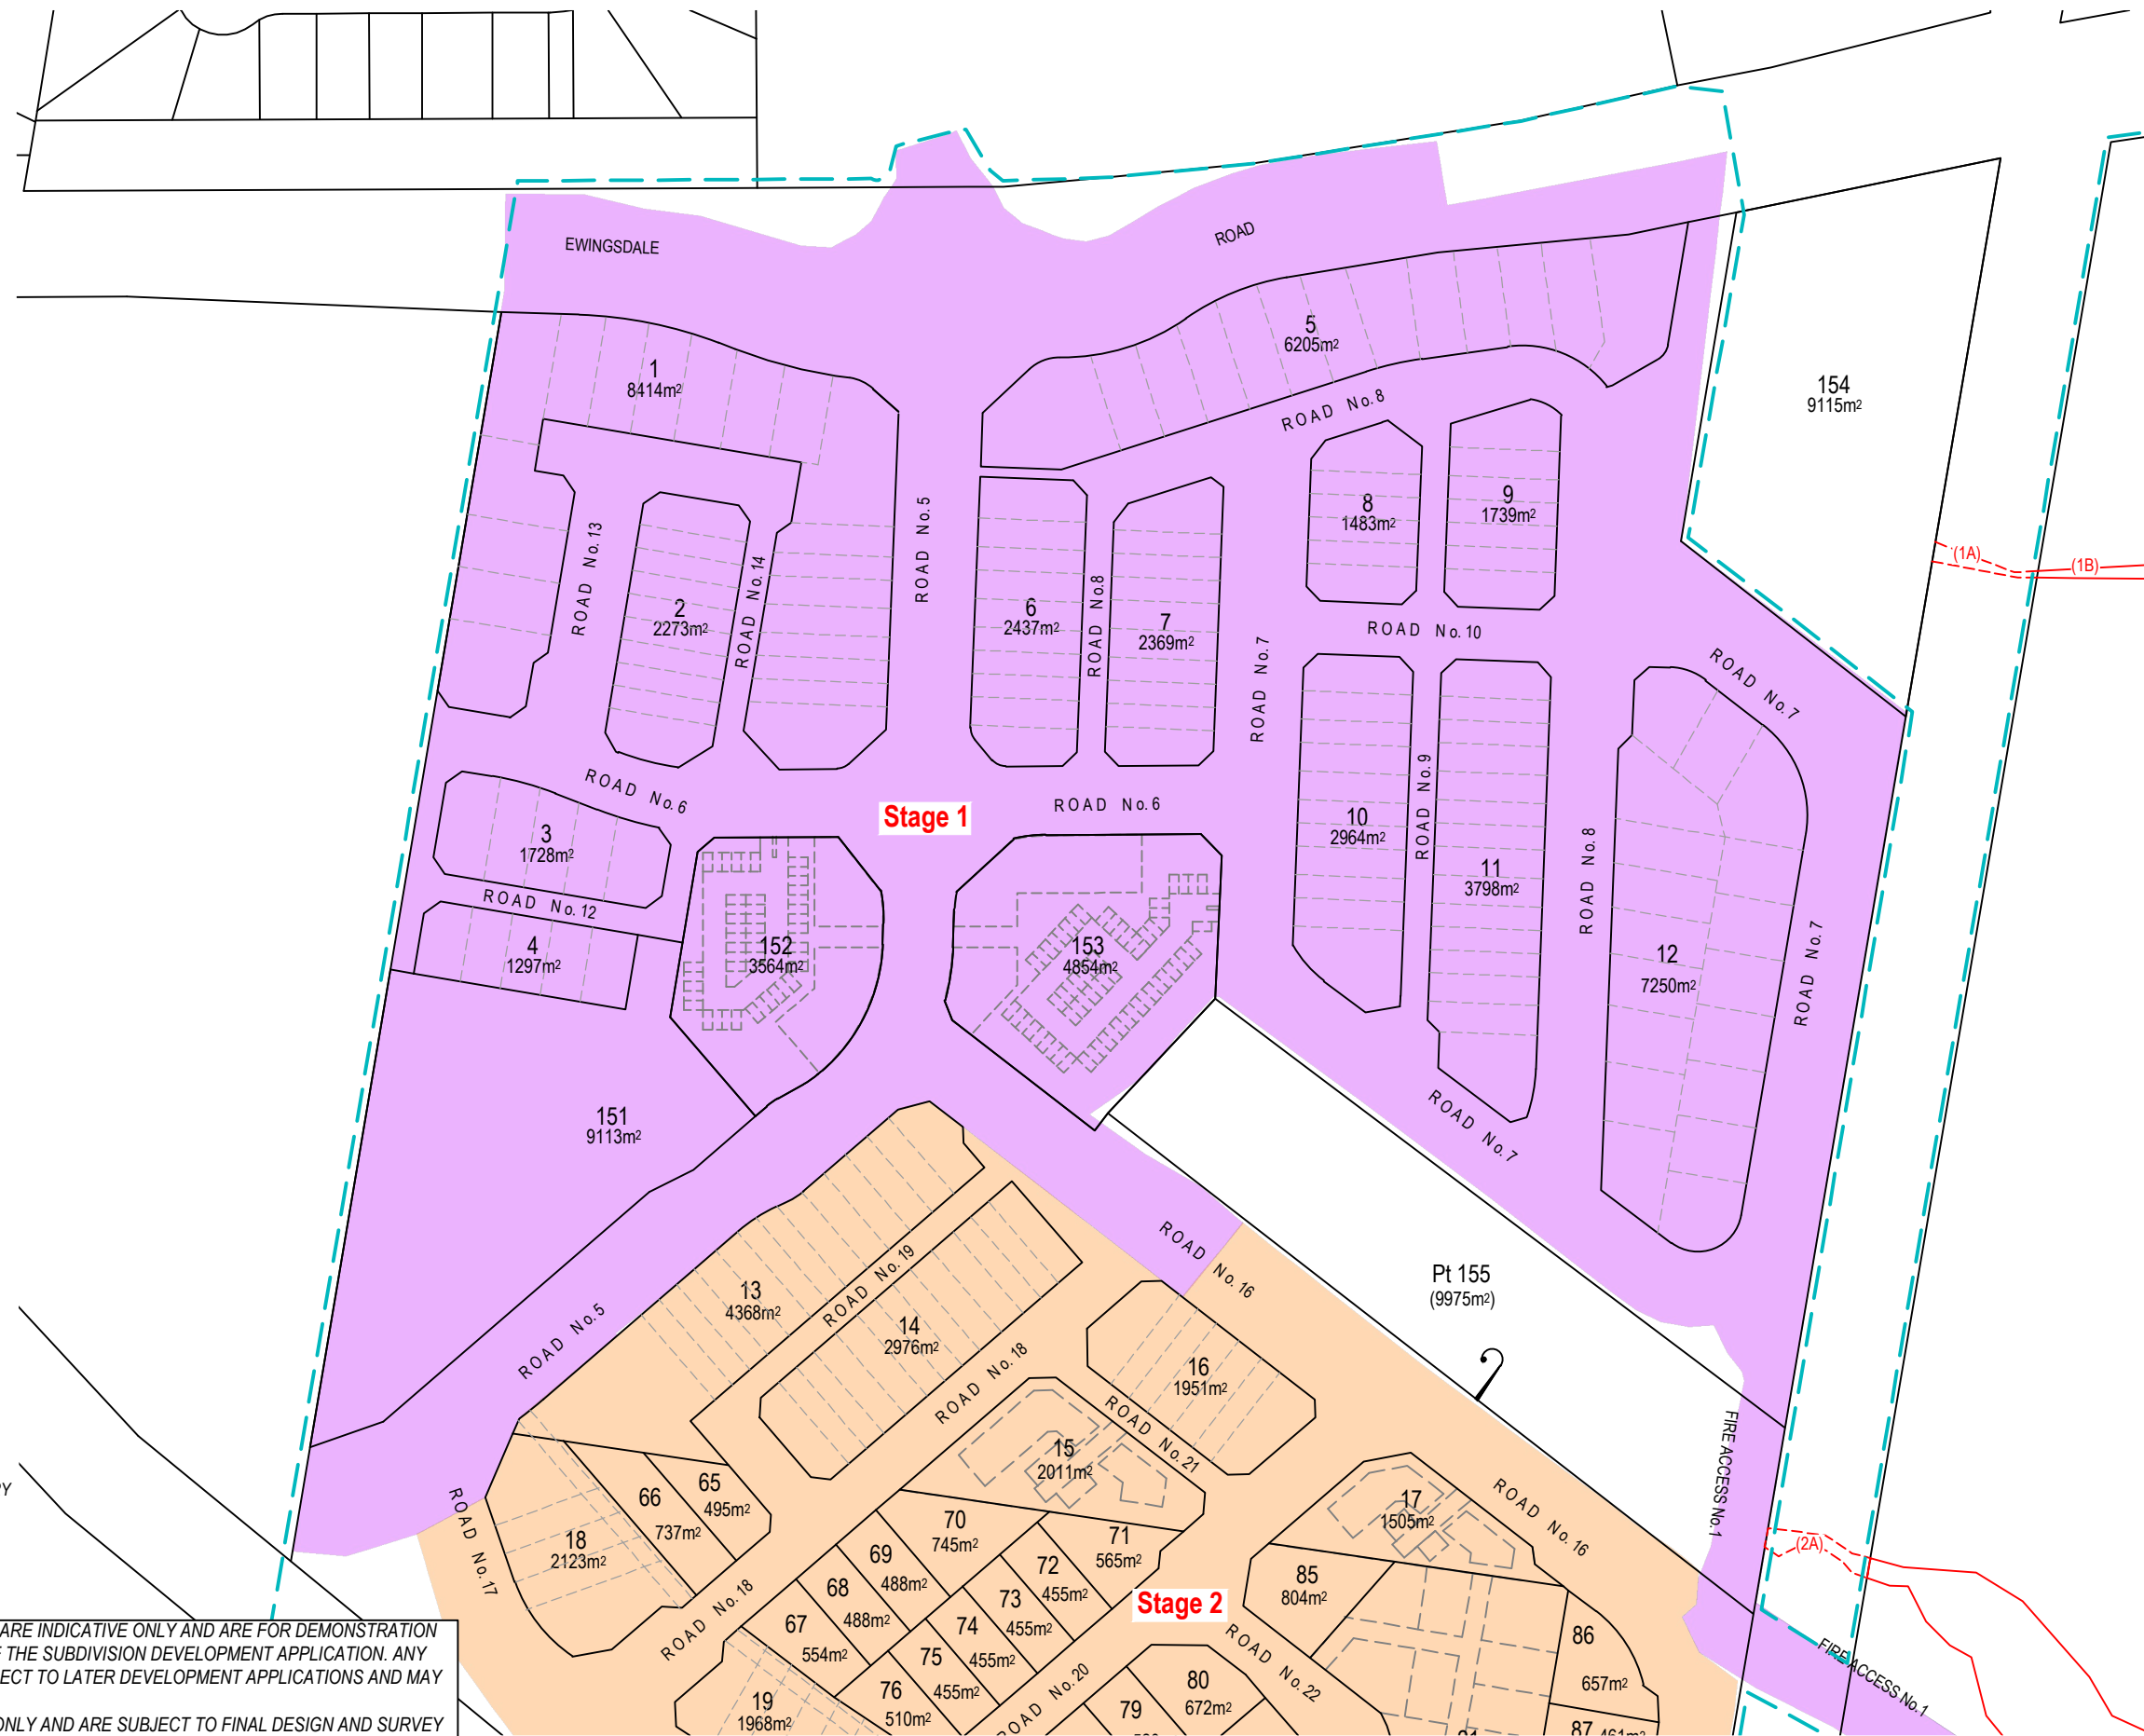 EWINGSDALE
ROAD
1
8414m²
5
6205m²
ROAD No.8
154
9115m²
8
1483m²
9
1739m²
ROAD No.13
2
2273m²
ROAD No.14
ROAD No.5
6
2437m²
ROAD No.8
7
2369m²
ROAD No.7
ROAD No.10
(1A)
(1B)
ROAD No.7
ROAD No.6
Stage 1
ROAD No.6
3
1728m²
ROAD No.12
4
1297m²
152
3564m²
153
4854m²
10
2964m²
ROAD No.9
11
3798m²
ROAD No.8
12
7250m²
ROAD No.7
151
9113m²
ROAD No.7
ROAD No.16
Pt 155
(9975m²)
13
4368m²
ROAD No.19
14
2976m²
ROAD No.5
ROAD No.18
16
1951m²
ROAD No.21
15
2011m²
FIRE ACCESS No.1
65
495m²
66
737m²
18
2123m²
ROAD No.17
17
1505m²
ROAD No.16
(2A)
70
745m²
71
565m²
69
488m²
72
455m²
68
488m²
73
455m²
85
804m²
Stage 2
67
554m²
74
455m²
75
455m²
ROAD No.18
86
657m²
76
510m²
ROAD No.20
80
672m²
79
ROAD No.22
19
1968m²
87 461m²
FIRE ACCESS No.1
ARE INDICATIVE ONLY AND ARE FOR DEMONSTRATION
THE SUBDIVISION DEVELOPMENT APPLICATION. ANY
ECT TO LATER DEVELOPMENT APPLICATIONS AND MAY
ONLY AND ARE SUBJECT TO FINAL DESIGN AND SURVEY